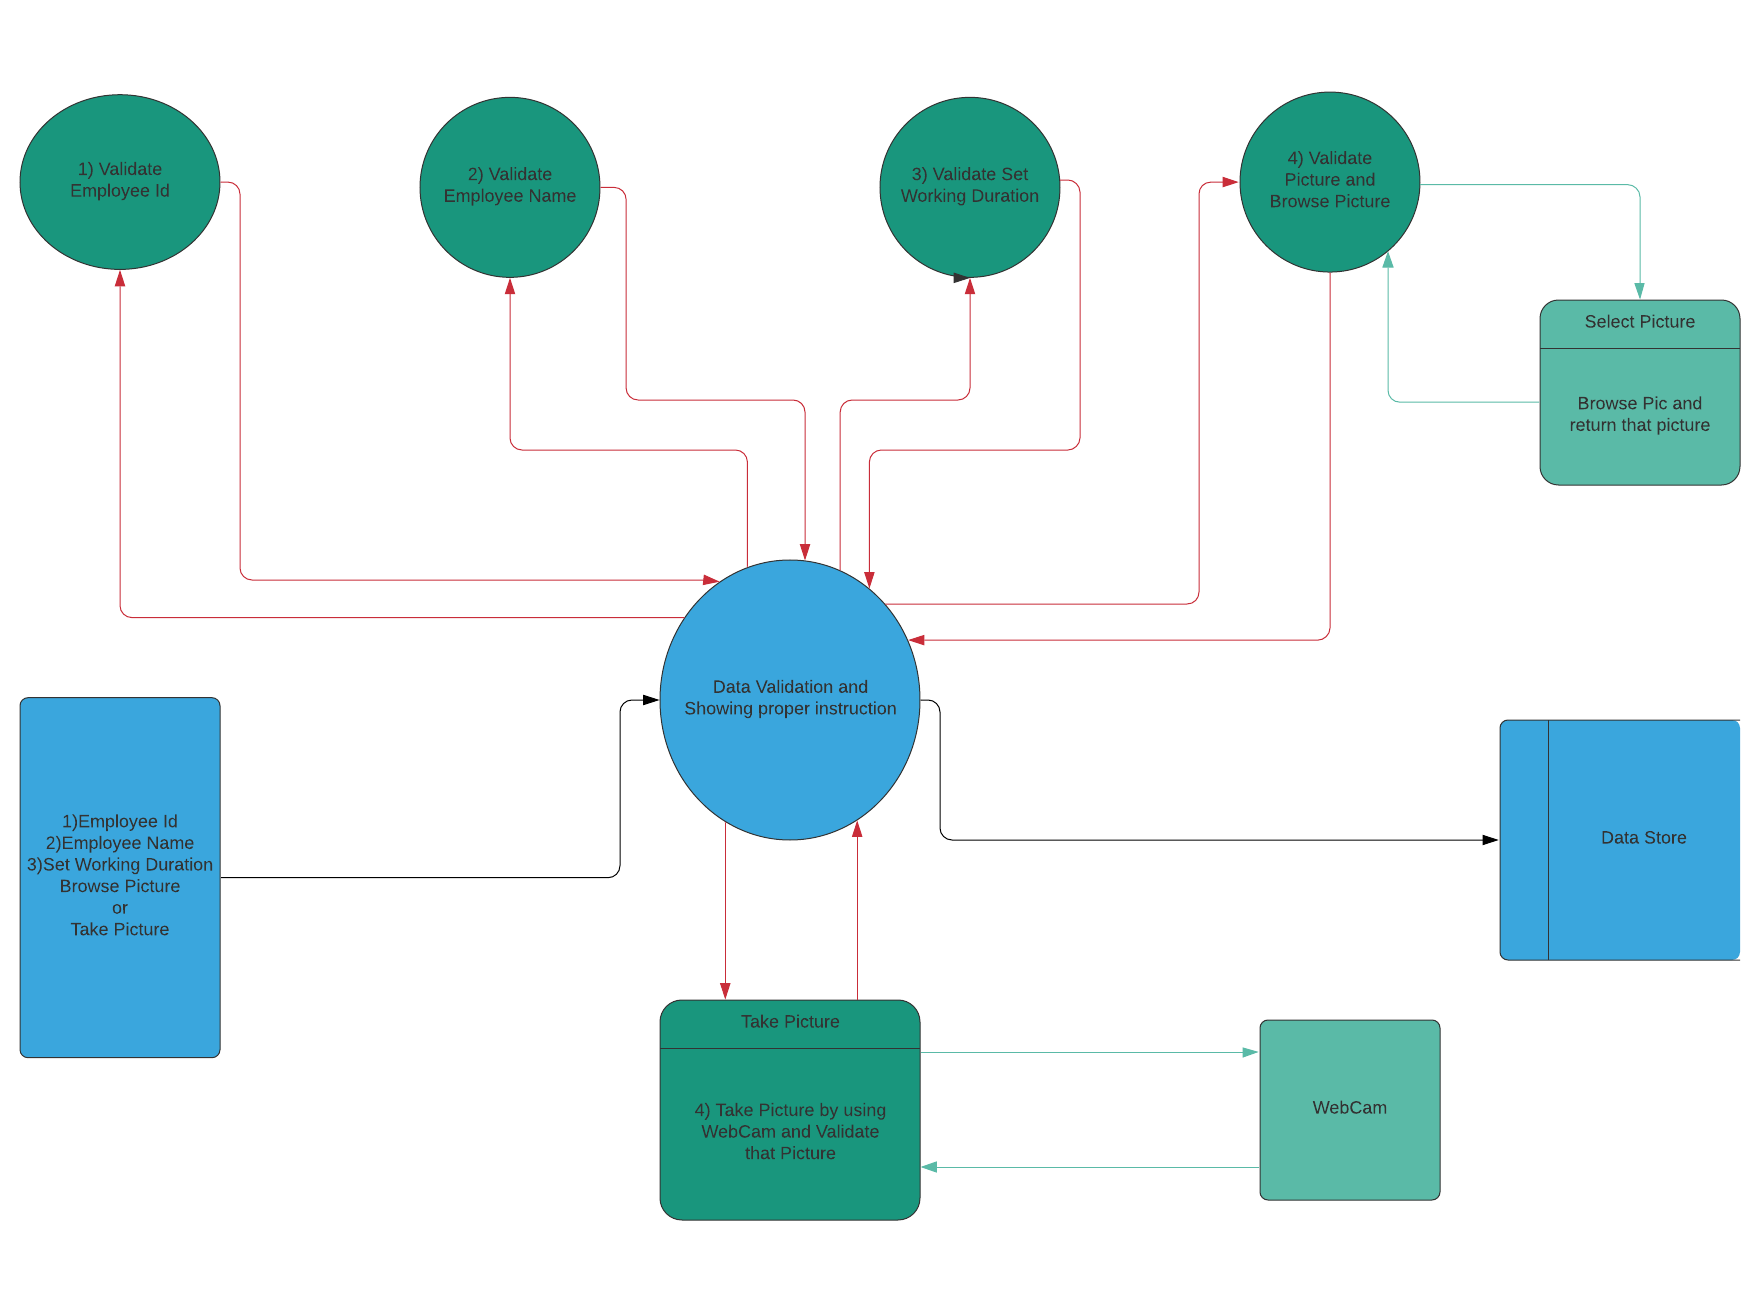 1) Validate
Employee Id
2) Validate
Employee Name
3) Validate Set
Working Duration
4) Validate
Picture and
Browse Picture
Select Picture
Browse Pic and
return that picture
Data Validation and
Showing proper instruction
1)Employee Id
2)Employee Name
3)Set Working Duration
Browse Picture
or
Take Picture
Data Store
Take Picture
4) Take Picture by using
WebCam and Validate
that Picture
WebCam